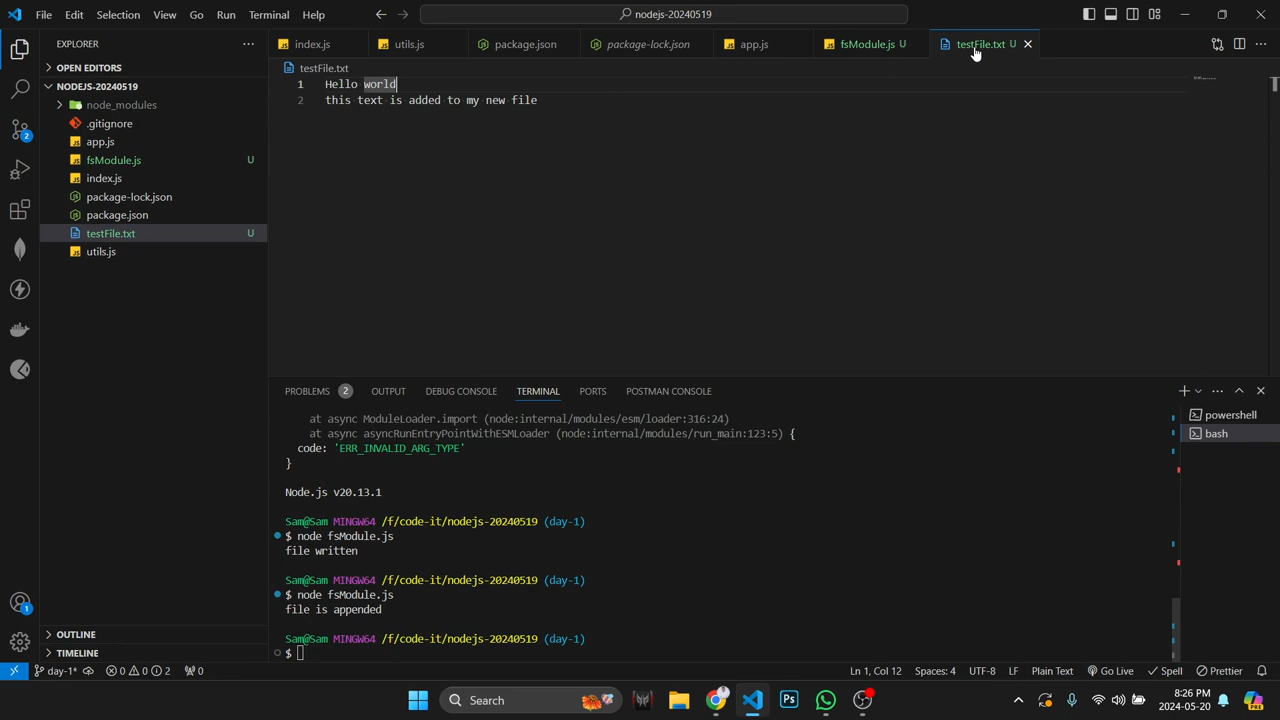 File Edit Selection View Go Run Terminal Help
nodejs-20240519
EXPLORER
index.js
utils.js
package.json
package-lock.json
app.js
fsModule.js U
testFile.txt U
OPEN EDITORS
NODEJS-20240519
node_modules
.gitignore
app.js
fsModule.js U
index.js
package-lock.json
package.json
testFile.txt U
utils.js
OUTLINE
TIMELINE
2
1
testFile.txt
1 Hello world
2 this text is added to my new file
PROBLEMS 2 OUTPUT DEBUG CONSOLE TERMINAL PORTS POSTMAN CONSOLE
powershell
bash
at async ModuleLoader.import (node:internal/modules/esm/loader:316:24)
at async asyncRunEntryPointWithESMLoader (node:internal/modules/run_main:123:5) {
code: 'ERR_INVALID_ARG_TYPE'
}
Node.js v20.13.1
Sam@Sam MINGW64 /f/code-it/nodejs-20240519 (day-1)
$ node fsModule.js
file written
Sam@Sam MINGW64 /f/code-it/nodejs-20240519 (day-1)
$ node fsModule.js
file is appended
Sam@Sam MINGW64 /f/code-it/nodejs-20240519 (day-1)
$
day-1* 0 0 2 0 Ln 1, Col 12 Spaces: 4 UTF-8 LF Plain Text Go Live Spell Prettier
Search
Ps
8:26 PM
2024-05-20
PRE